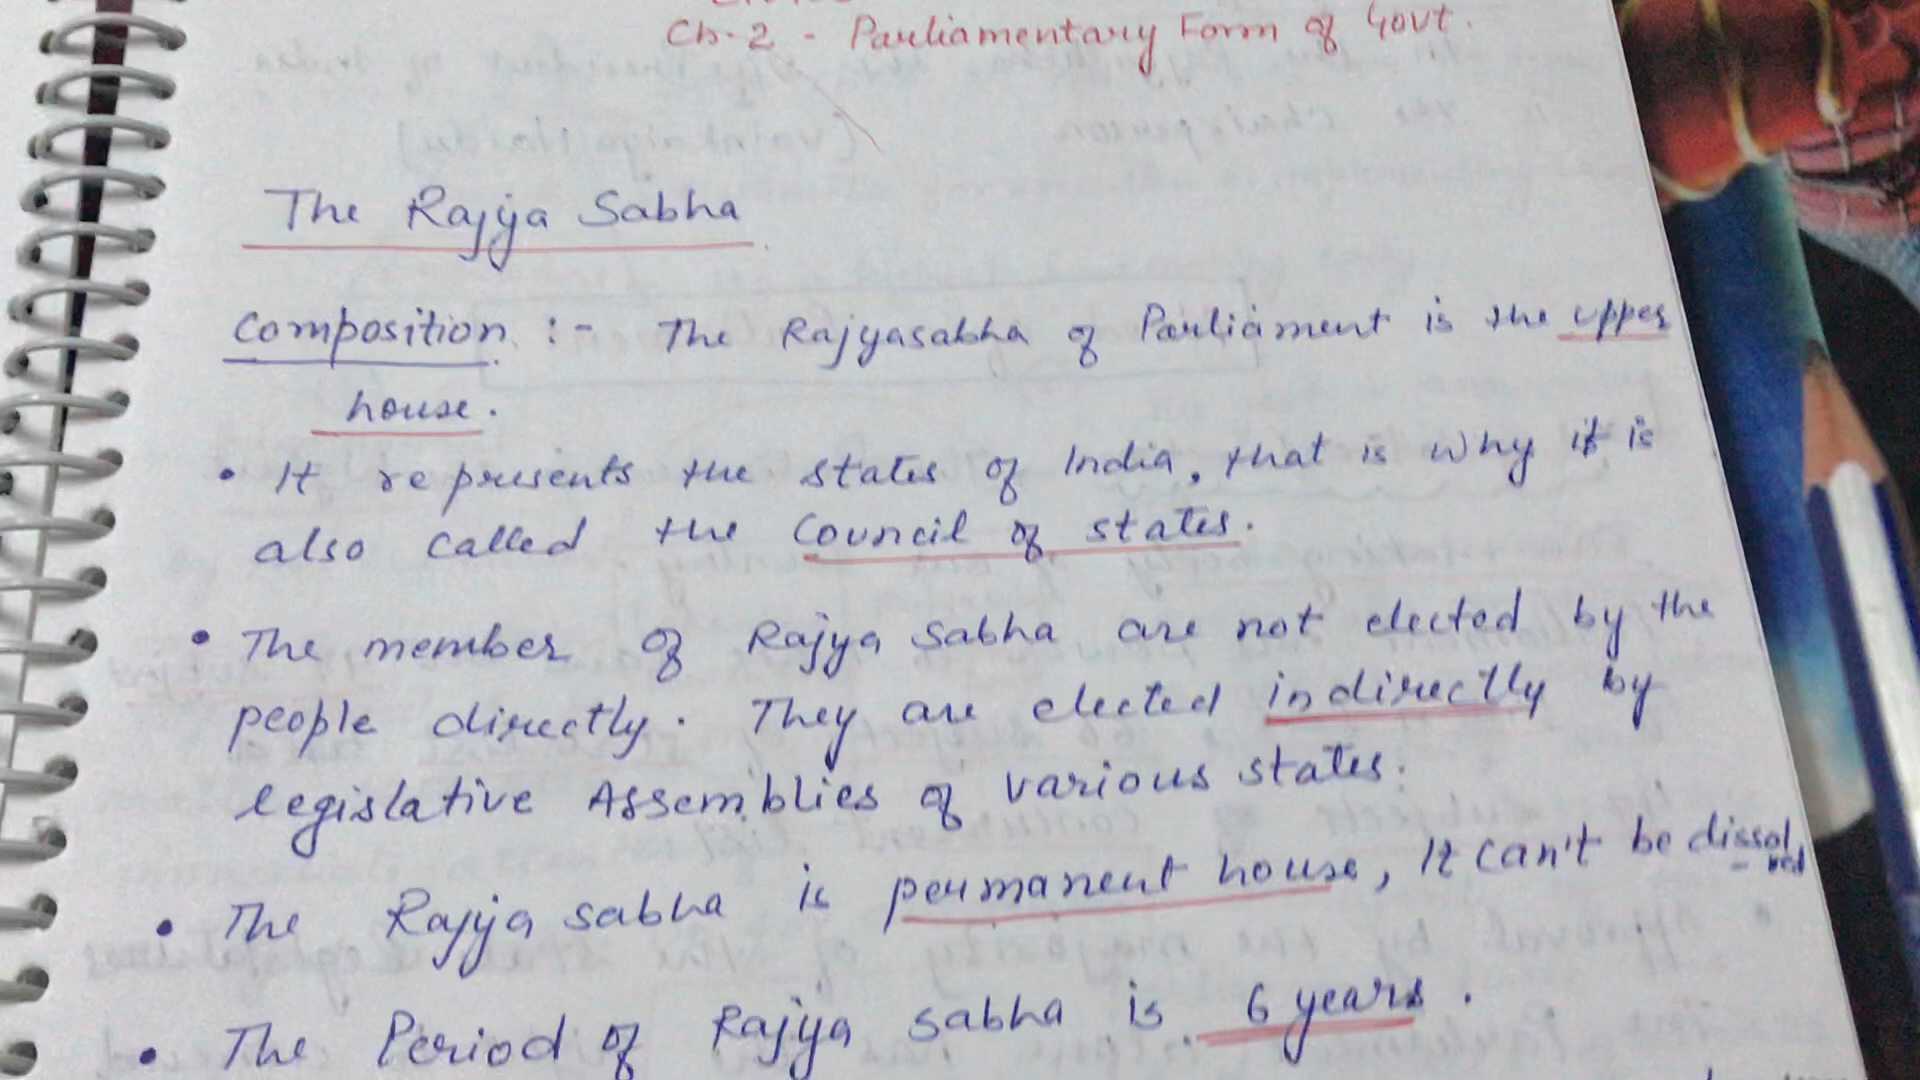 Ch-2 - Parliamentary Form of Govt.
The Rajya Sabha
Composition :- The Rajyasabha of Parliament is the upper
house.
• It represents the states of India, that is why it is
also called the Council of states.
• The member of Rajya Sabha are not elected by the
people directly. They are elected indirectly by
legislative Assemblies of various states.
• The Rajya sabha is permanent house, It can't be dissol
ved
• The Period of Rajya sabha is 6 years.